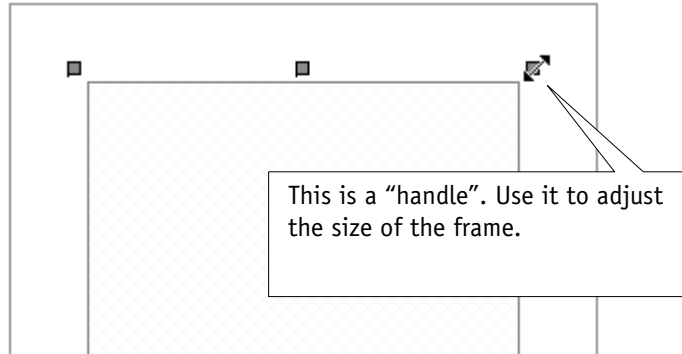 This is a “handle”. Use it to adjust
the size of the frame.